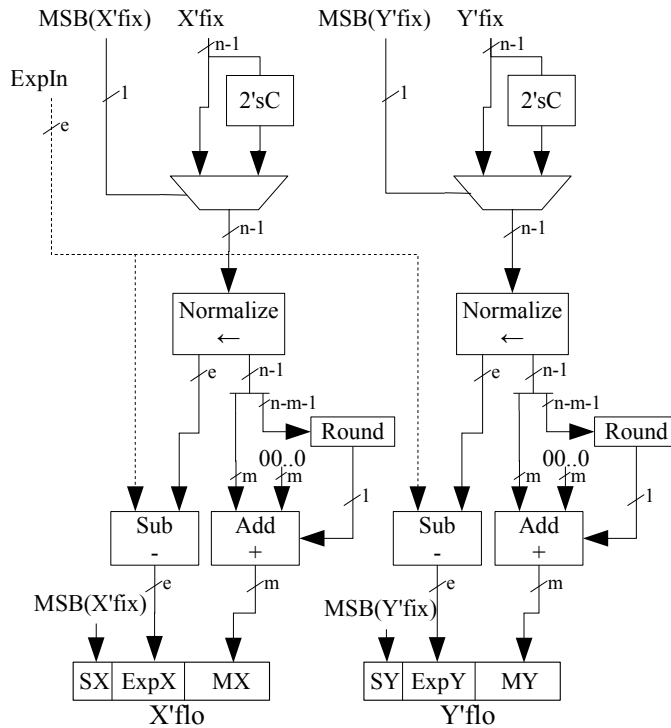 MSB(X'fix) X'fix MSB(Y'fix) Y'fix
n-1 n-1
ExpIn
1 2'sC 1 2'sC
e
n-1 n-1
Normalize Normalize
← ←
e n-1 e n-1
n-m-1 n-m-1
Round Round
00..0 00..0
m m m m
1 1
Sub Add Sub Add
- + - +
e m e m
MSB(X'fix) MSB(Y'fix)
SX ExpX MX SY ExpY MY
X'flo Y'flo